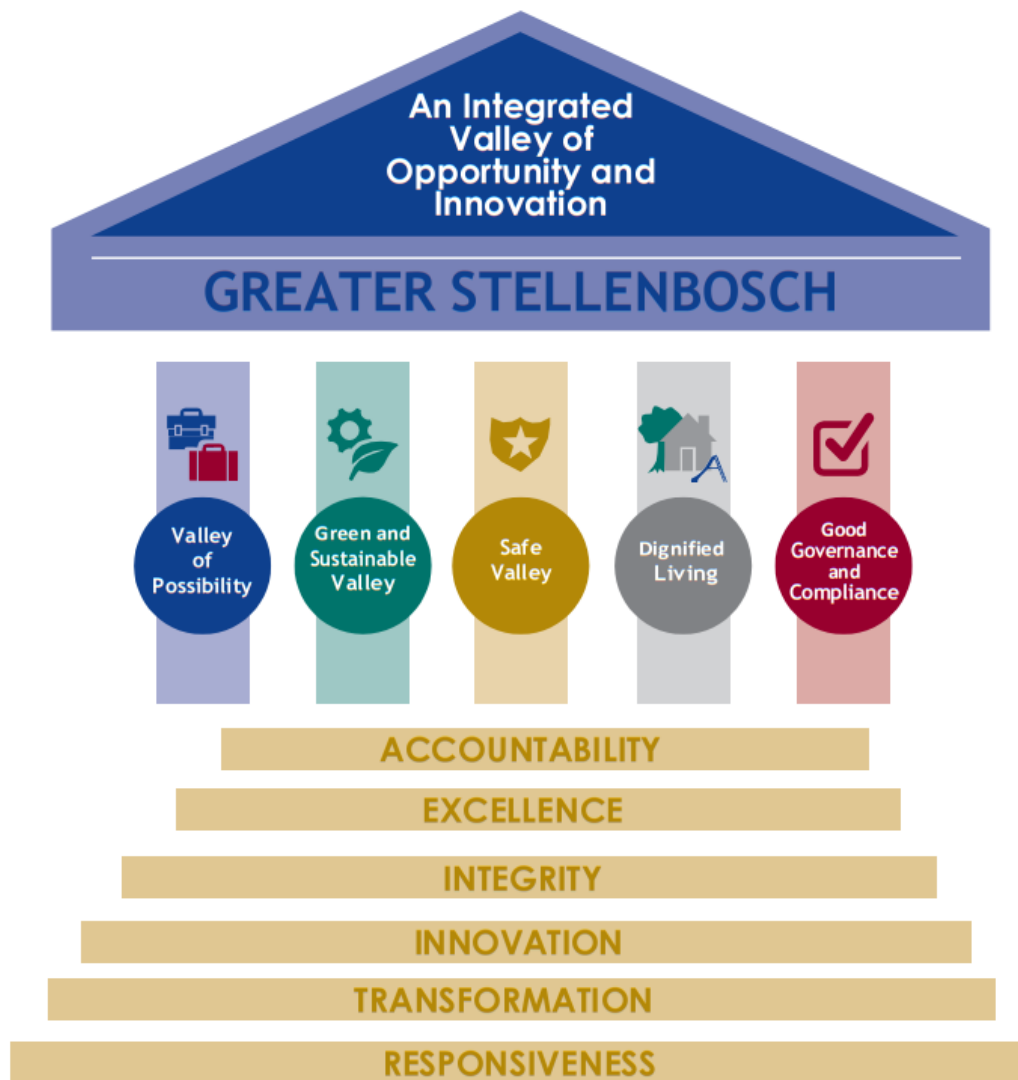 An Integrated
Valley of
Opportunity and
Innovation
GREATER STELLENBOSCH
Valley
of
Possibility
Green and
Sustainable
Valley
Safe
Valley
Dignified
Living
Good
Governance
and
Compliance
ACCOUNTABILITY
EXCELLENCE
INTEGRITY
INNOVATION
TRANSFORMATION
RESPONSIVENESS